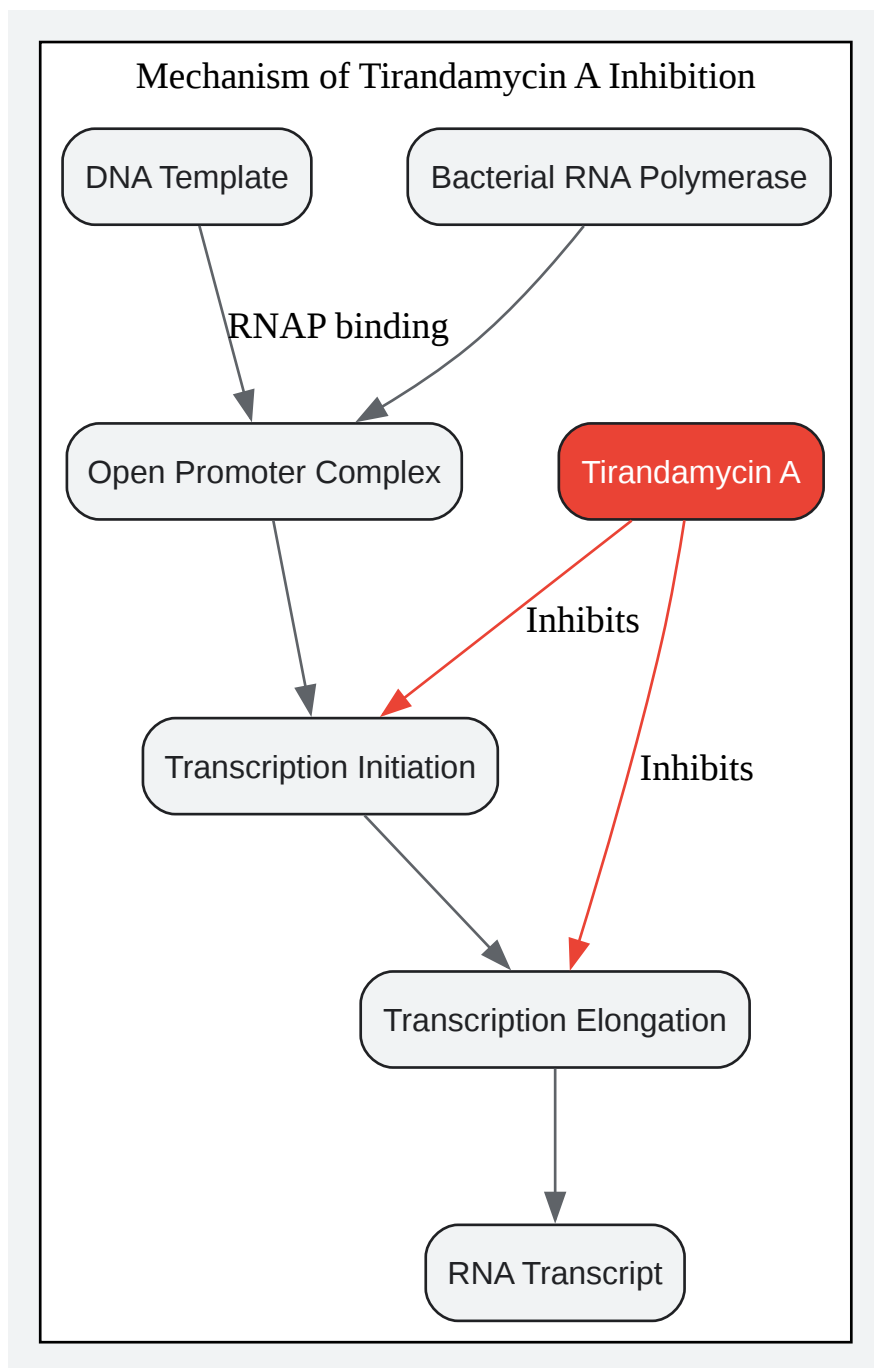 Mechanism of Tirandamycin A Inhibition
DNA Template
Bacterial RNA Polymerase
RNAP binding
Open Promoter Complex
Tirandamycin A
Inhibits
Transcription Initiation
Inhibits
Transcription Elongation
RNA Transcript